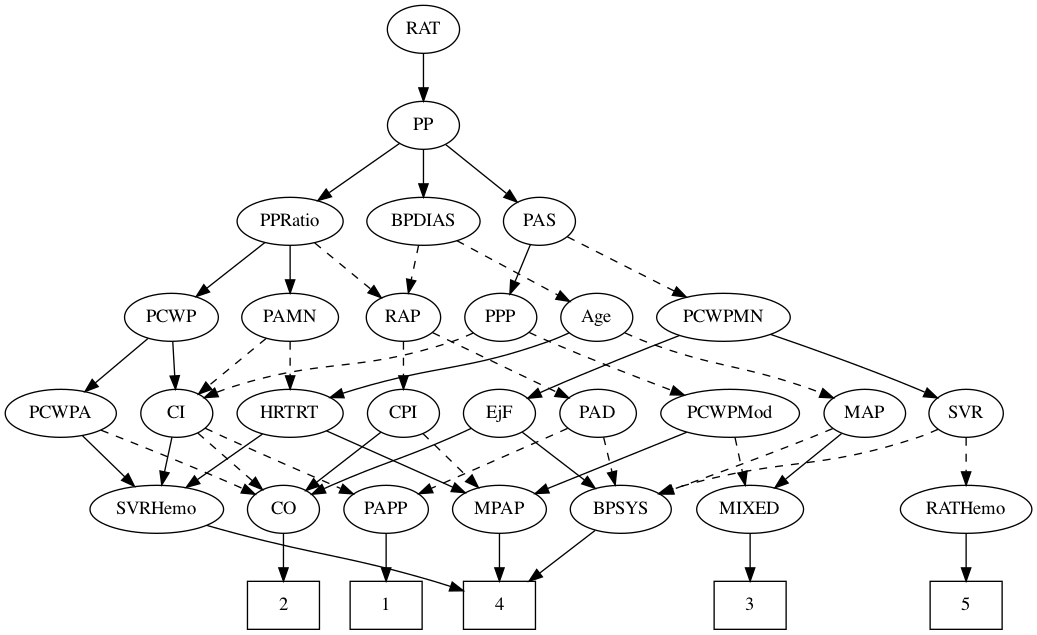 RAT
PP
PPRatio
BPDIAS
PAS
PCWP
PAMN
RAP
PPP
Age
PCWPMN
PCWPA
CI
HRTRT
CPI
EjF
PAD
PCWPMod
MAP
SVR
SVRHemo
CO
PAPP
MPAP
BPSYS
MIXED
RATHemo
2
1
4
3
5